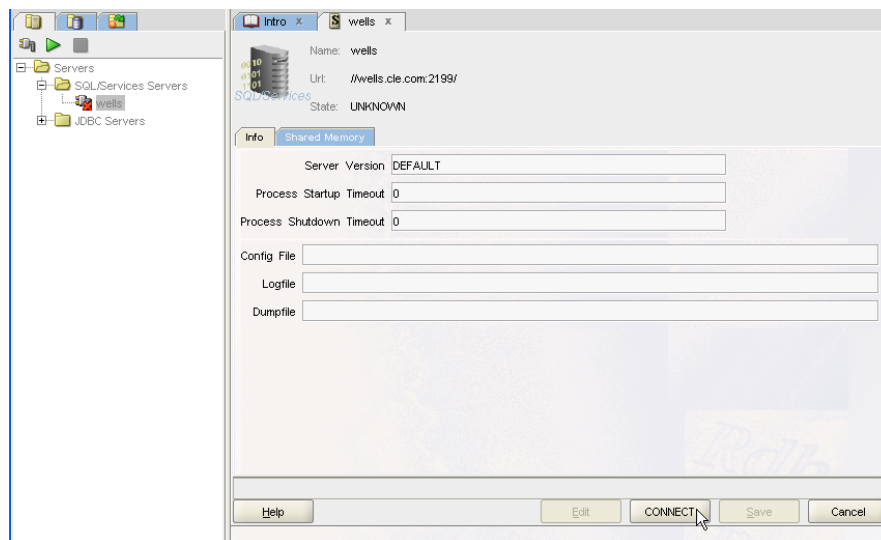 Intro x
wells x
Name: wells
Url: //wells.cle.com:2199/
SQL/Services
State: UNKNOWN
Servers
SQL/Services Servers
wells
JDBC Servers
Info
Shared Memory
Server Version DEFAULT
Process Startup Timeout 0
Process Shutdown Timeout 0
Config File
Logfile
Dumpfile
Rdb
Help
Edit
CONNECT
Save
Cancel